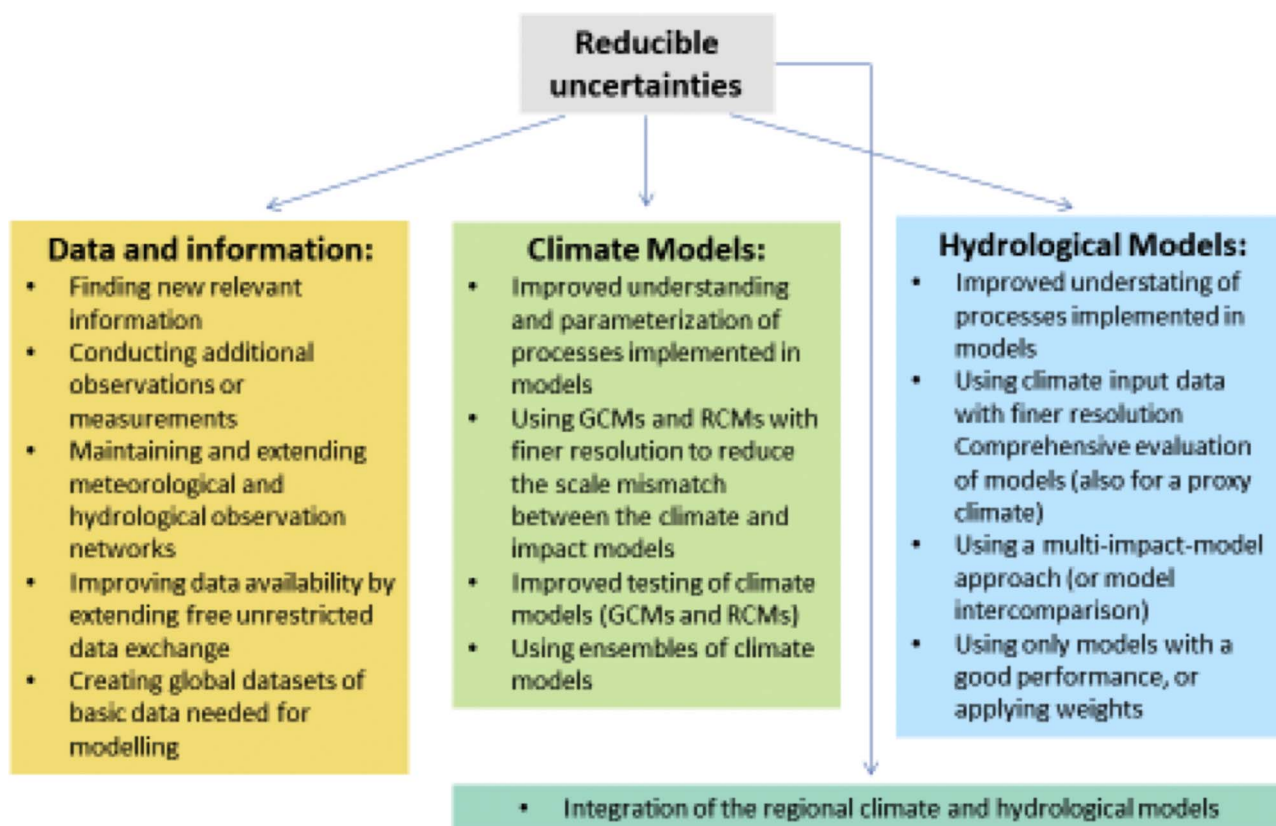 Reducible
uncertainties
Data and information:
• Finding new relevant
information
• Conducting additional
observations or
measurements
• Maintaining and extending
meteorological and
hydrological observation
networks
• Improving data availability by
extending free unrestricted
data exchange
• Creating global datasets of
basic data needed for
modelling
Climate Models:
• Improved understanding
and parameterization of
processes implemented in
models
• Using GCMs and RCMs with
finer resolution to reduce
the scale mismatch
between the climate and
impact models
• Improved testing of climate
models (GCMs and RCMs)
• Using ensembles of climate
models
Hydrological Models:
• Improved understating of
processes implemented in
models
• Using climate input data
with finer resolution
Comprehensive evaluation
of models (also for a proxy
climate)
• Using a multi-impact-model
approach (or model
intercomparison)
• Using only models with a
good performance, or
applying weights
• Integration of the regional climate and hydrological models